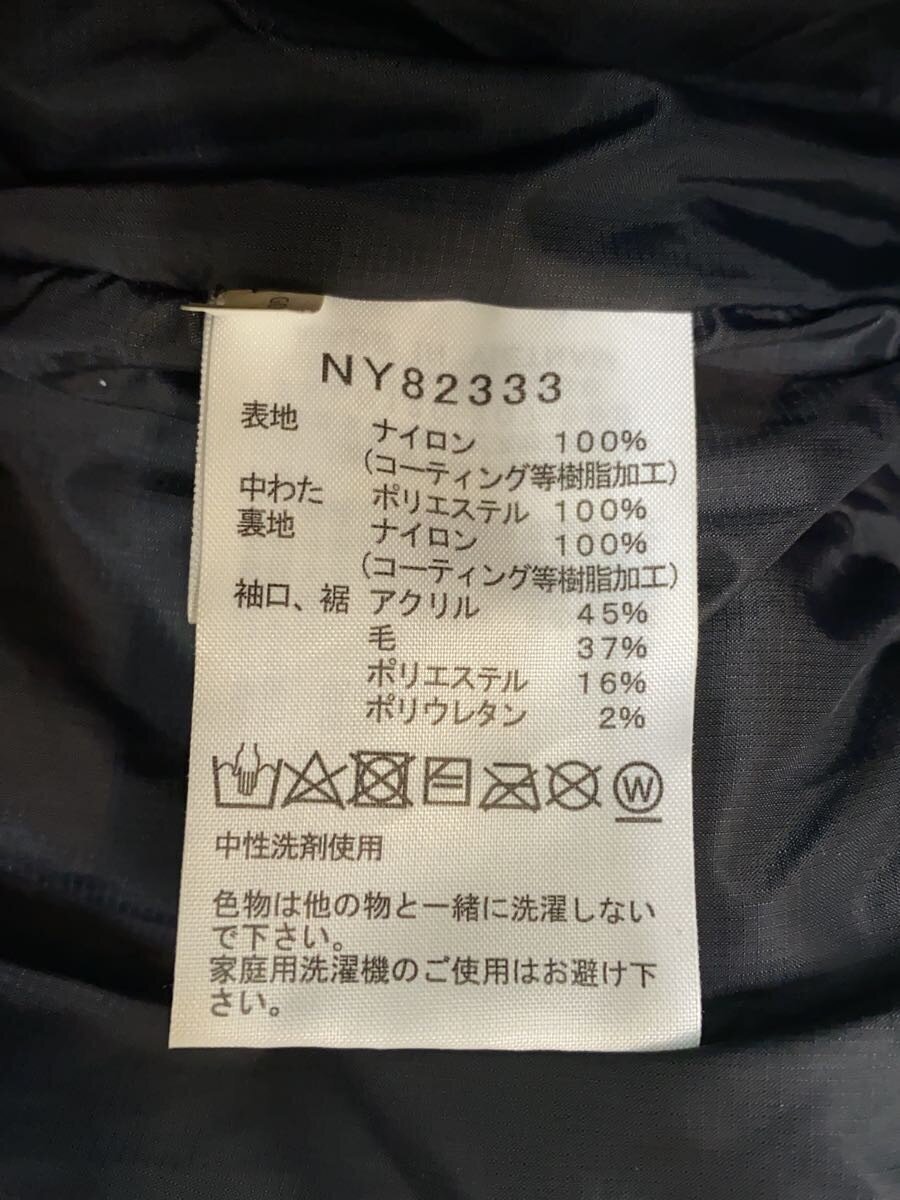 NY82333
表地 ナイロン 100%
(コーティング等樹脂加工)
中わた ポリエステル 100%
裏地 ナイロン 100%
(コーティング等樹脂加工)
袖口、裾 アクリル 45%
毛 37%
ポリエステル 16%
ポリウレタン 2%
W
中性洗剤使用
色物は他の物と一緒に洗濯しない
で下さい。
家庭用洗濯機のご使用はお避け下
さい。